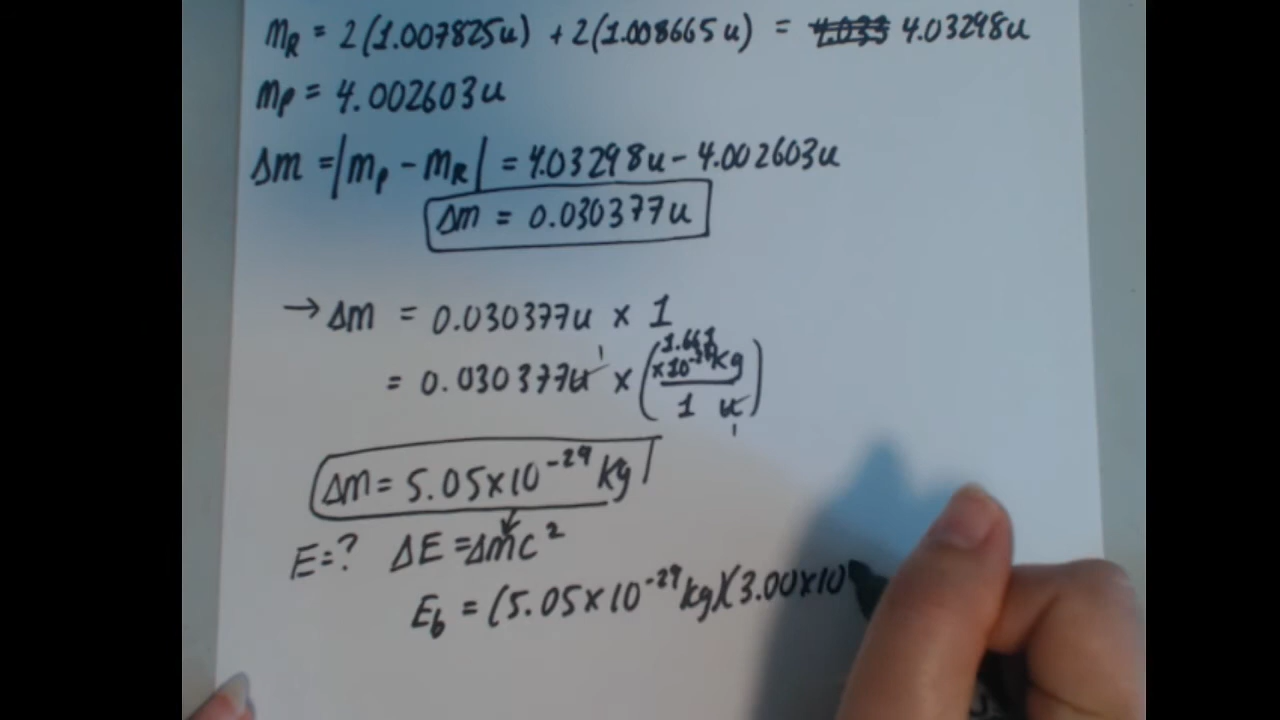 mR = 2(1.007825u) + 2(1.008665u) = 4.033 4.03298u
mp = 4.002603u
Δm = |mp - mR| = 4.03298u - 4.002603u
Δm = 0.030377u
→ Δm = 0.030377u × 1
= 0.030377u × (1.661 ×10⁻²⁷ kg / 1 u)
Δm = 5.05×10⁻²⁹ kg
E=? ΔE = Δmc²
Eb = (5.05×10⁻²⁹ kg)(3.00×10